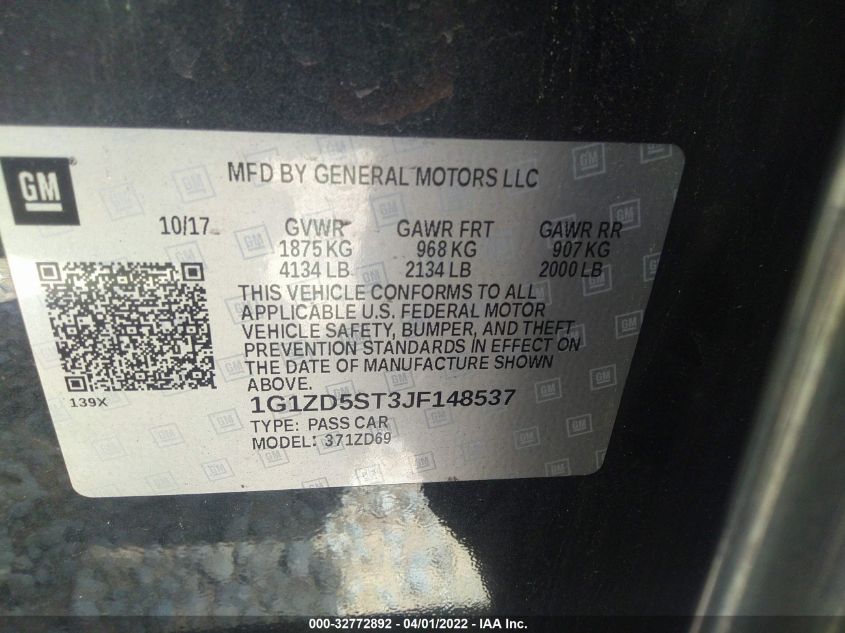 GM
MFD BY GENERAL MOTORS LLC
10/17 GVWR GAWR FRT GAWR RR
1875 KG 968 KG 907 KG
4134 LB 2134 LB 2000 LB
THIS VEHICLE CONFORMS TO ALL
APPLICABLE U.S. FEDERAL MOTOR
VEHICLE SAFETY, BUMPER, AND THEFT
PREVENTION STANDARDS IN EFFECT ON
THE DATE OF MANUFACTURE SHOWN
ABOVE.
139X
1G1ZD5ST3JF148537
TYPE: PASS CAR
MODEL: 371ZD69
000-32772892 - 04/01/2022 - IAA, Inc.